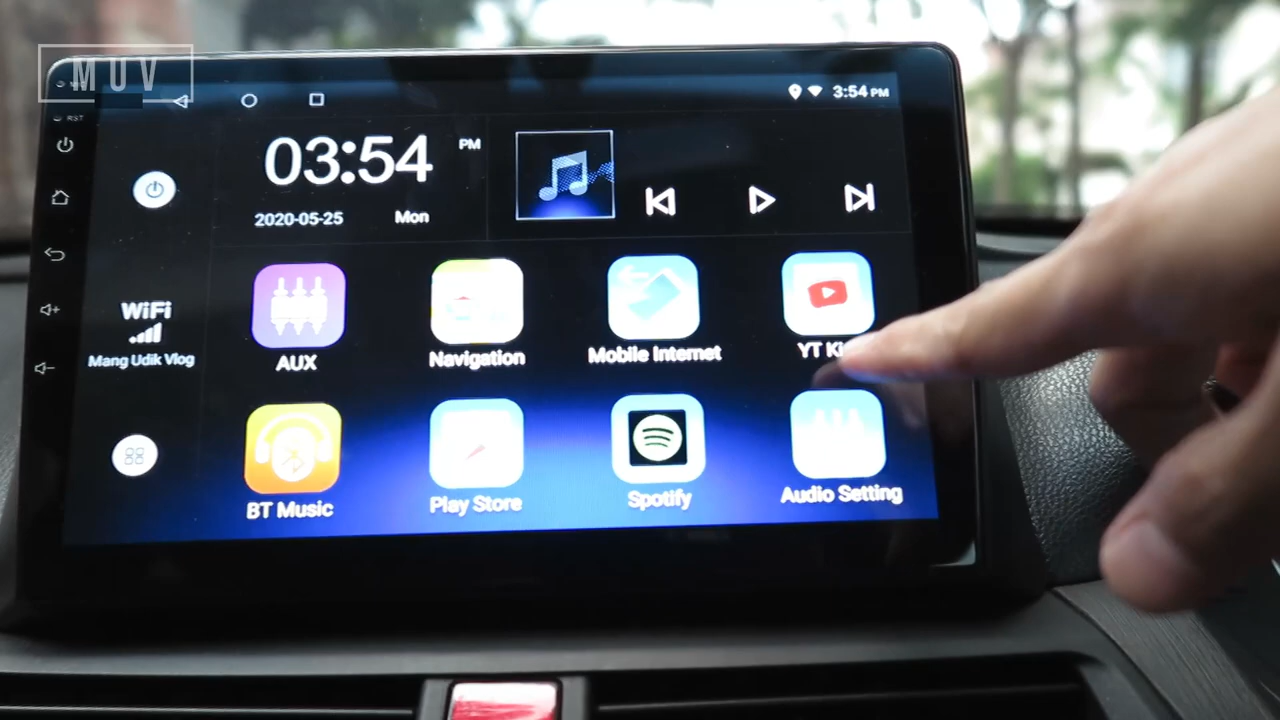 MUV
RST
3:54 PM
03:54 PM
2020-05-25 Mon
WiFi
Mang Udik Vlog
AUX
Navigation
Mobile Internet
YT
BT Music
Play Store
Spotify
Audio Setting